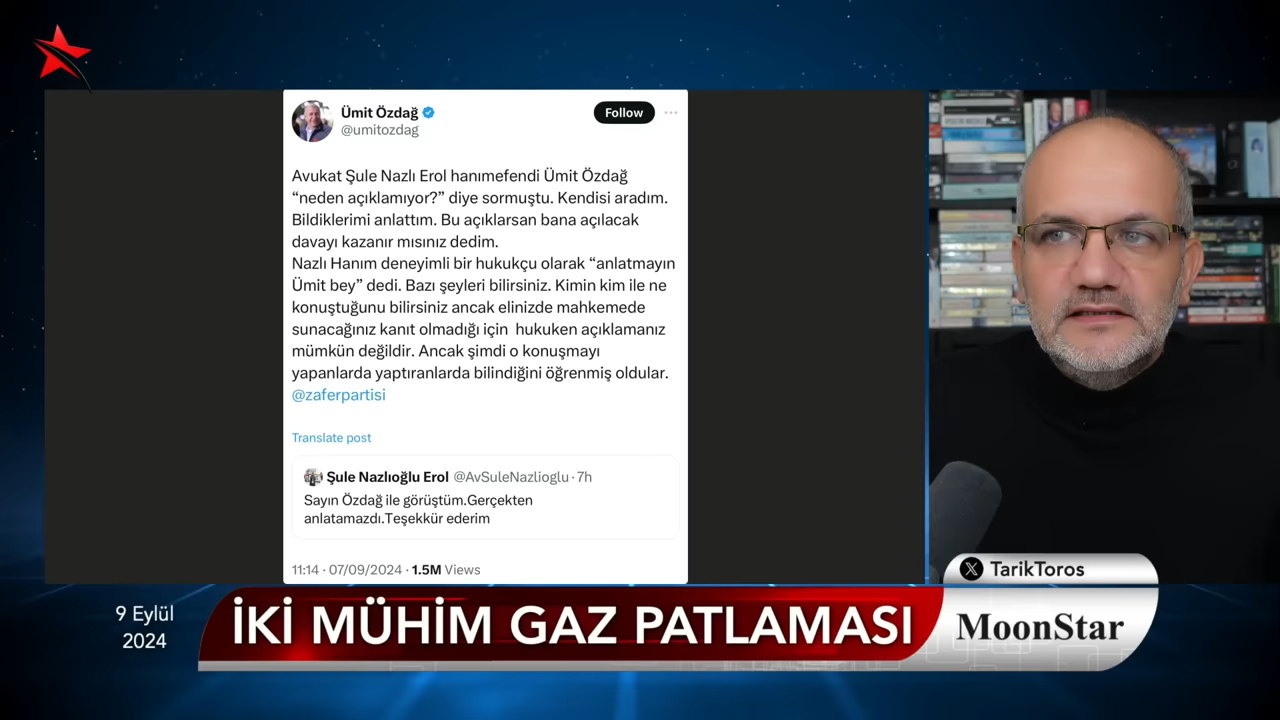 Ümit Özdağ
@umitozdag
Follow
Avukat Şule Nazlı Erol hanımefendi Ümit Özdağ
“neden açıklamıyor?” diye sormuştu. Kendisi aradım.
Bildiklerimi anlattım. Bu açıklarsan bana açılacak
davayı kazanır mısınız dedim.
Nazlı Hanım deneyimli bir hukukçu olarak “anlatmayın
Ümit bey” dedi. Bazı şeyleri bilirsiniz. Kimin kim ile ne
konuştuğunu bilirsiniz ancak elinizde mahkemede
sunacağınız kanıt olmadığı için  hukuken açıklamanız
mümkün değildir. Ancak şimdi o konuşmayı
yapanlarda yaptıranlarda bilindiğini öğrenmiş oldular.
@zaferpartisi
Translate post
Şule Nazlıoğlu Erol @AvSuleNazlioglu · 7h
Sayın Özdağ ile görüştüm.Gerçekten
anlatamazdı.Teşekkür ederim
11:14 · 07/09/2024 · 1.5M Views
X TarikToros
MoonStar
9 Eylül
2024
İKİ MÜHİM GAZ PATLAMASI